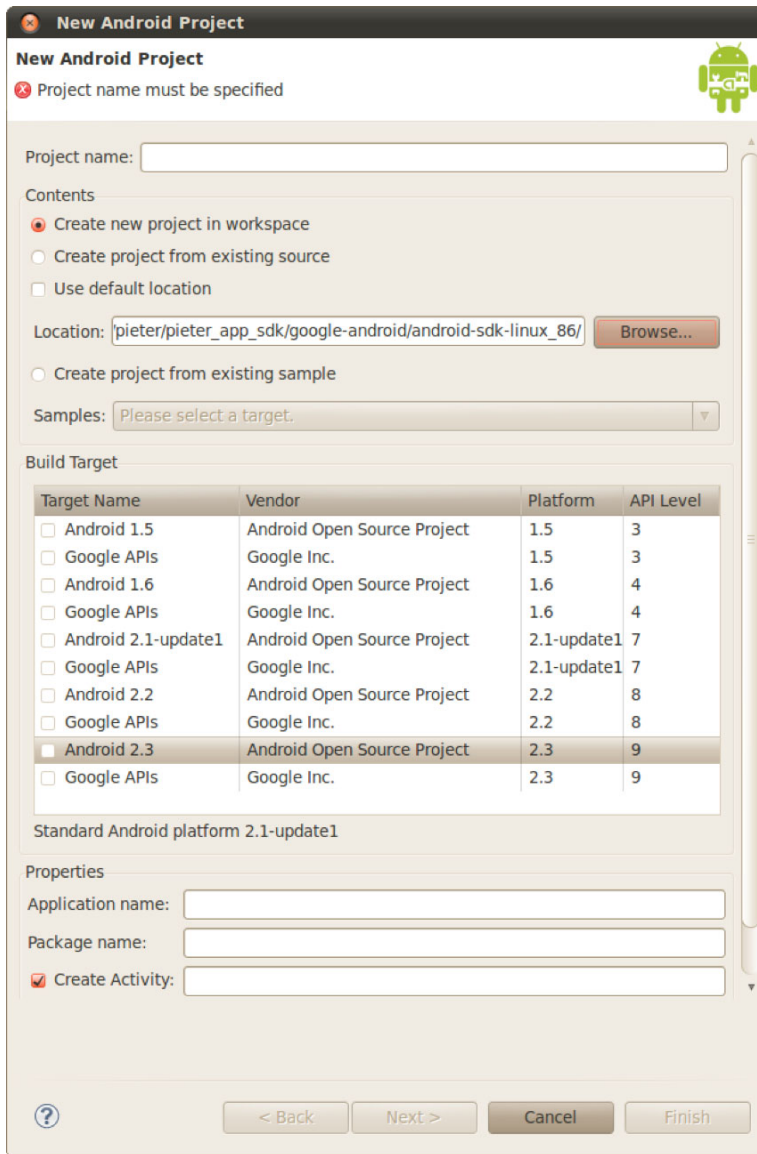 New Android Project
New Android Project
Project name must be specified
Project name:
Contents
Create new project in workspace
Create project from existing source
Use default location
Location: 'pieter/pieter_app_sdk/google-android/android-sdk-linux_86/ Browse...
Create project from existing sample
Samples: Please select a target.
Build Target
Target Name Vendor Platform API Level
Android 1.5 Android Open Source Project 1.5 3
Google APIs Google Inc. 1.5 3
Android 1.6 Android Open Source Project 1.6 4
Google APIs Google Inc. 1.6 4
Android 2.1-update1 Android Open Source Project 2.1-update1 7
Google APIs Google Inc. 2.1-update1 7
Android 2.2 Android Open Source Project 2.2 8
Google APIs Google Inc. 2.2 8
Android 2.3 Android Open Source Project 2.3 9
Google APIs Google Inc. 2.3 9
Standard Android platform 2.1-update1
Properties
Application name:
Package name:
Create Activity:
? < Back Next > Cancel Finish